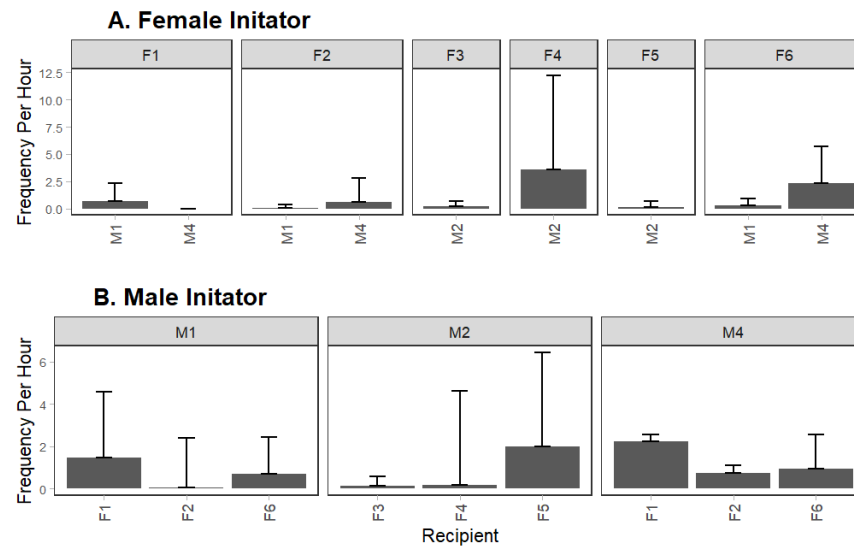 A. Female Initator
F1 F2 F3 F4 F5 F6
Frequency Per Hour
12.5
10.0
7.5
5.0
2.5
0.0
M1 M4 M1 M4 M2 M2 M2 M1 M4
B. Male Initator
M1 M2 M4
Frequency Per Hour
6
4
2
0
F1 F2 F6 F3 F4 F5 F1 F2 F6
Recipient